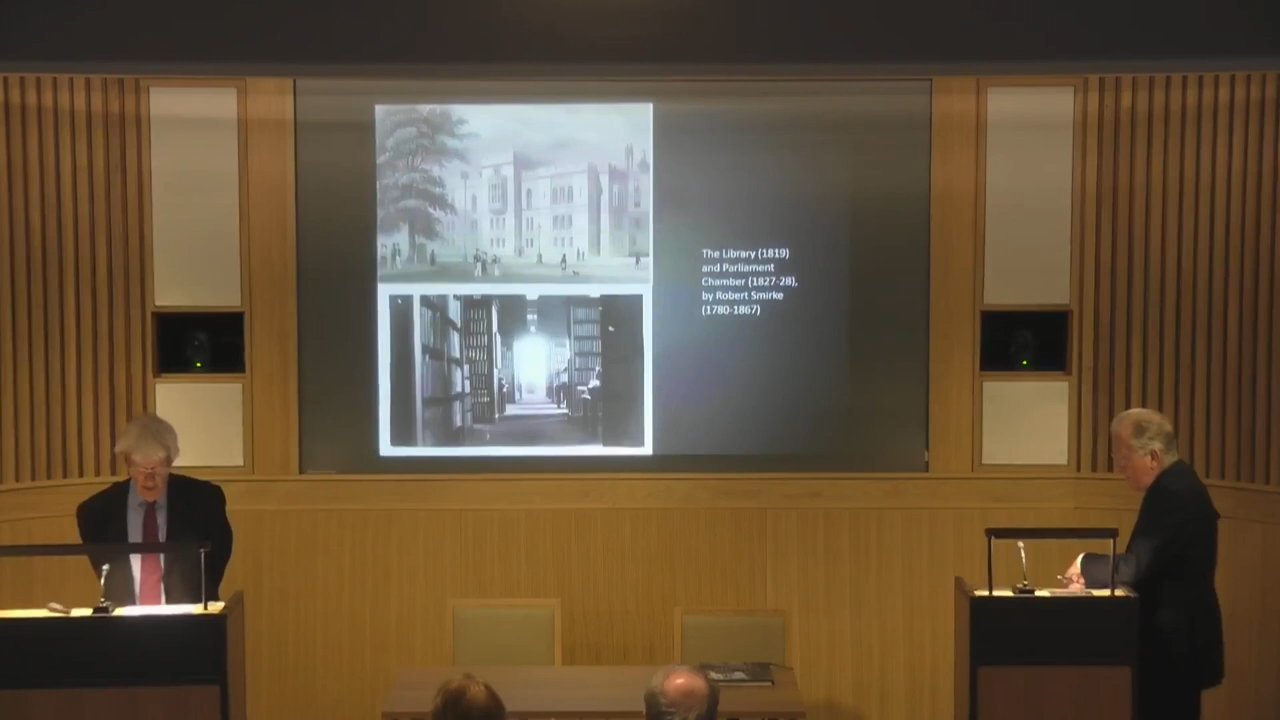 The Library (1819)
and Parliament
Chamber (1827-28),
by Robert Smirke
(1780-1867)